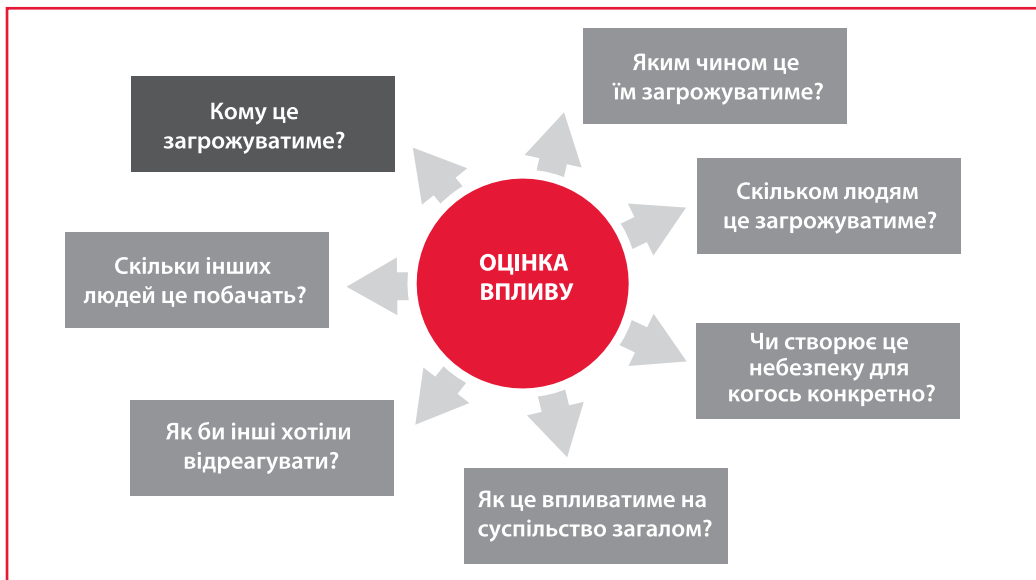 Кому це
загрожуватиме?
Яким чином це
їм загрожуватиме?
Скільком людям
це загрожуватиме?
Чи створює це
небезпеку для
когось конкретно?
Як це впливатиме на
суспільство загалом?
Як би інші хотіли
відреагувати?
Скільки інших
людей це побачать?
ОЦІНКА
ВПЛИВУ